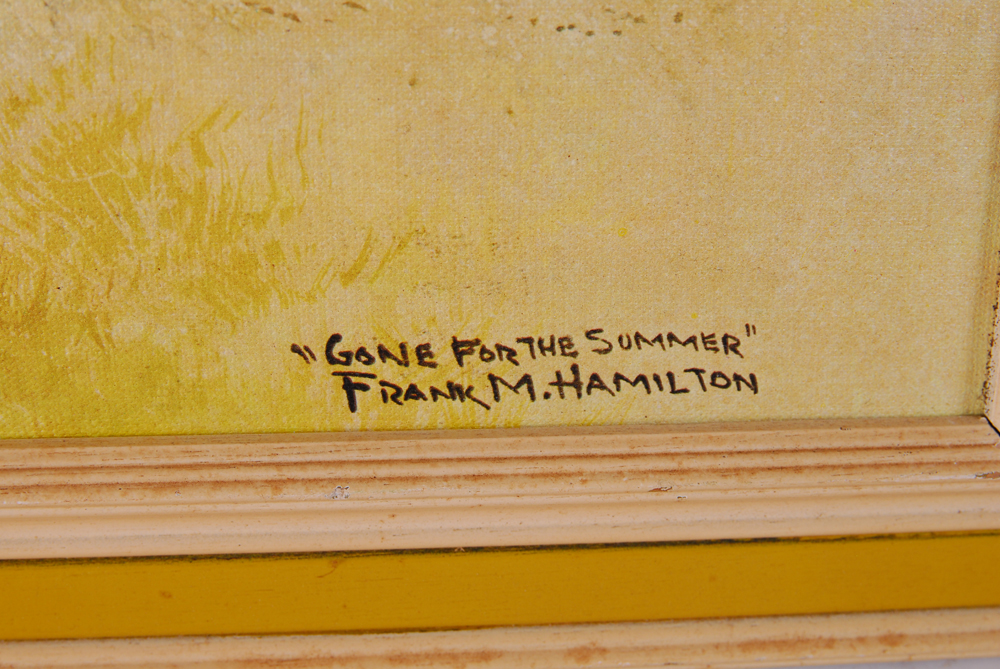 "GONE FOR THE SUMMER"
FRANK M. HAMILTON